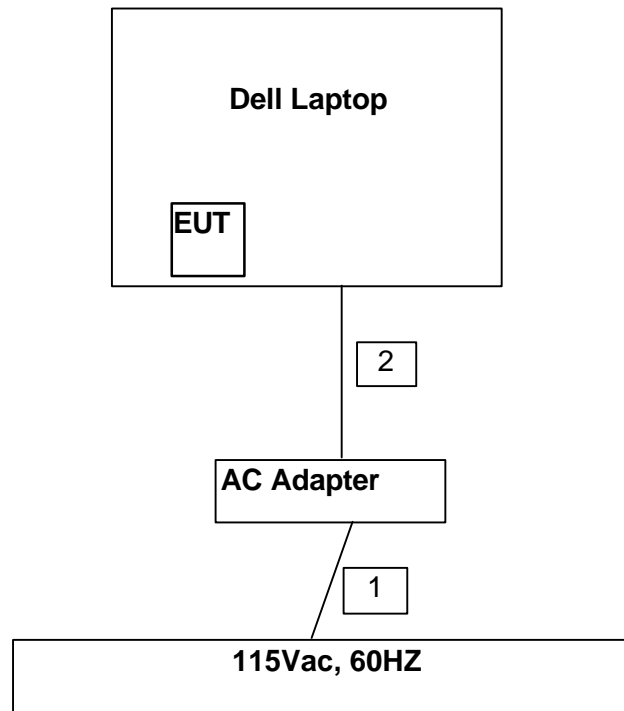 Dell Laptop
EUT
2
AC Adapter
1
115Vac, 60HZ